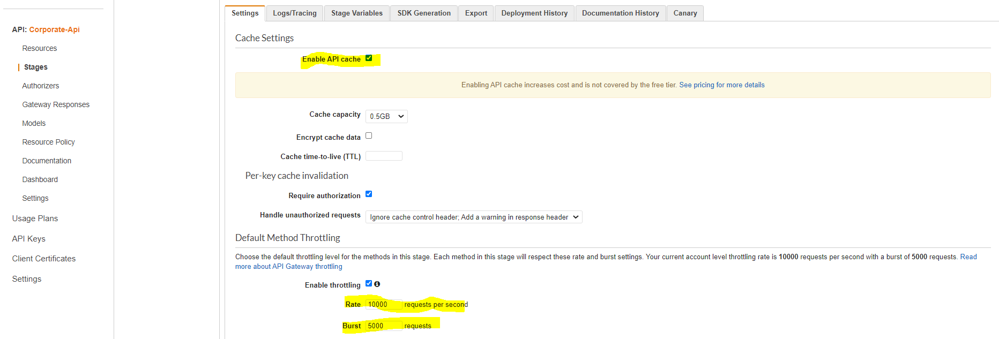 API: Corporate-Api
Resources
Stages
Authorizers
Gateway Responses
Models
Resource Policy
Documentation
Dashboard
Settings
Usage Plans
API Keys
Client Certificates
Settings
Settings
Logs/Tracing
Stage Variables
SDK Generation
Export
Deployment History
Documentation History
Canary
Cache Settings
Enable API cache
Enabling API cache increases cost and is not covered by the free tier. See pricing for more details
Cache capacity 0.5GB
Encrypt cache data
Cache time-to-live (TTL)
Per-key cache invalidation
Require authorization
Handle unauthorized requests Ignore cache control header; Add a warning in response header
Default Method Throttling
Choose the default throttling level for the methods in this stage. Each method in this stage will respect these rate and burst settings. Your current account level throttling rate is 10000 requests per second with a burst of 5000 requests. Read
more about API Gateway throttling
Enable throttling
Rate 10000 requests per second
Burst 5000 requests